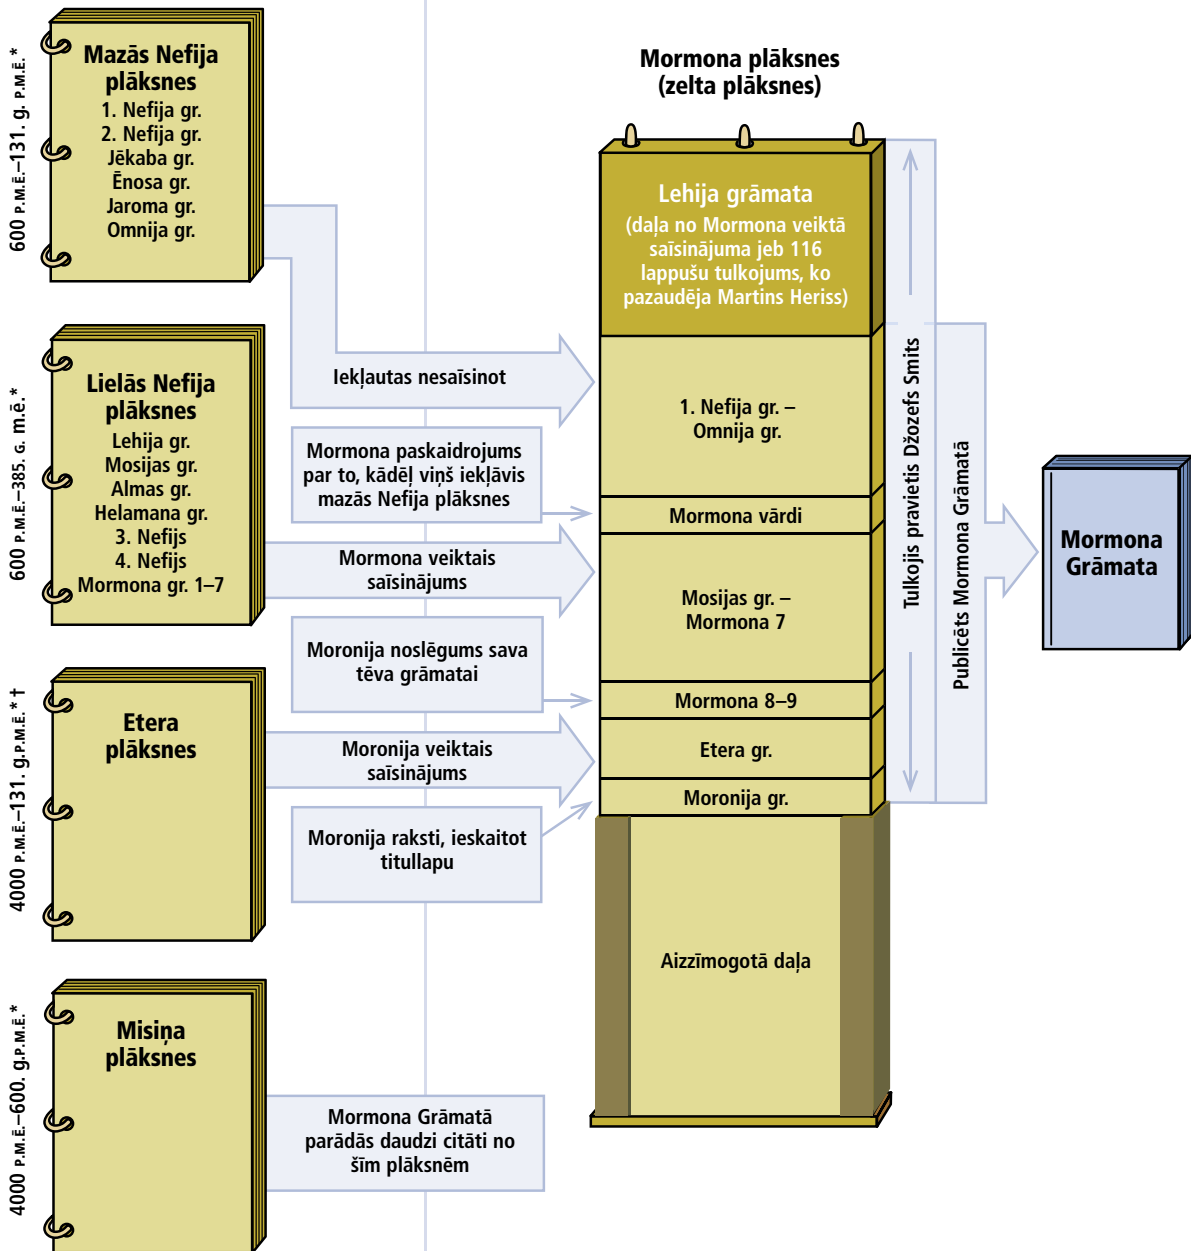 600 P.M.Ē.–131. g. P.M.Ē.*
Mazās Nefija
plāksnes
1. Nefija gr.
2. Nefija gr.
Jēkaba gr.
Ēnosa gr.
Jaroma gr.
Omnija gr.
600 P.M.Ē.–385. G. m.ē.*
Lielās Nefija
plāksnes
Lehija gr.
Mosijas gr.
Almas gr.
Helamana gr.
3. Nefijs
4. Nefijs
Mormona gr. 1–7
4000 P.M.Ē.–131. g.P.M.Ē.*†
Etera
plāksnes
4000 P.M.Ē.–600. g.P.M.Ē.*
Misiņa
plāksnes
Iekļautas nesaīsinot
Mormona paskaidrojums
par to, kādēļ viņš iekļāvis
mazās Nefija plāksnes
Mormona veiktais
saīsinājums
Moronija noslēgums sava
tēva grāmatai
Moronija veiktais
saīsinājums
Moronija raksti, ieskaitot
titullapu
Mormona Grāmatā
parādās daudzi citāti no
šīm plāksnēm
Mormona plāksnes
(zelta plāksnes)
Lehija grāmata
(daļa no Mormona veiktā
saīsinājuma jeb 116
lappušu tulkojums, ko
pazaudēja Martins Heriss)
1. Nefija gr. –
Omnija gr.
Mormona vārdi
Mosijas gr. –
Mormona 7
Mormona 8–9
Etera gr.
Moronija gr.
Aizzīmogotā daļa
Tulkojis pravietis Džozefs Smits
Publicēts Mormona Grāmatā
Mormona
Grāmata